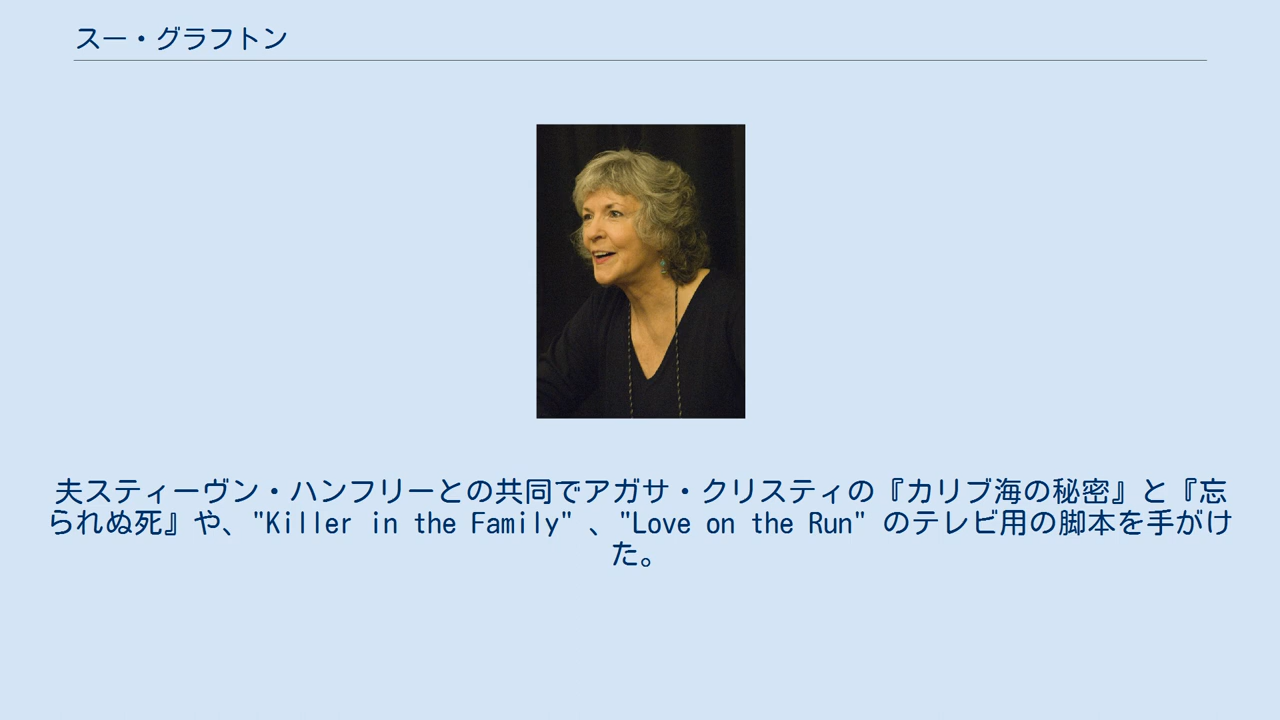 スー・グラフトン
夫スティーヴン・ハンフリーとの共同でアガサ・クリスティの『カリブ海の秘密』と『忘
られぬ死』や、"Killer in the Family" 、"Love on the Run" のテレビ用の脚本を手がけ
た。